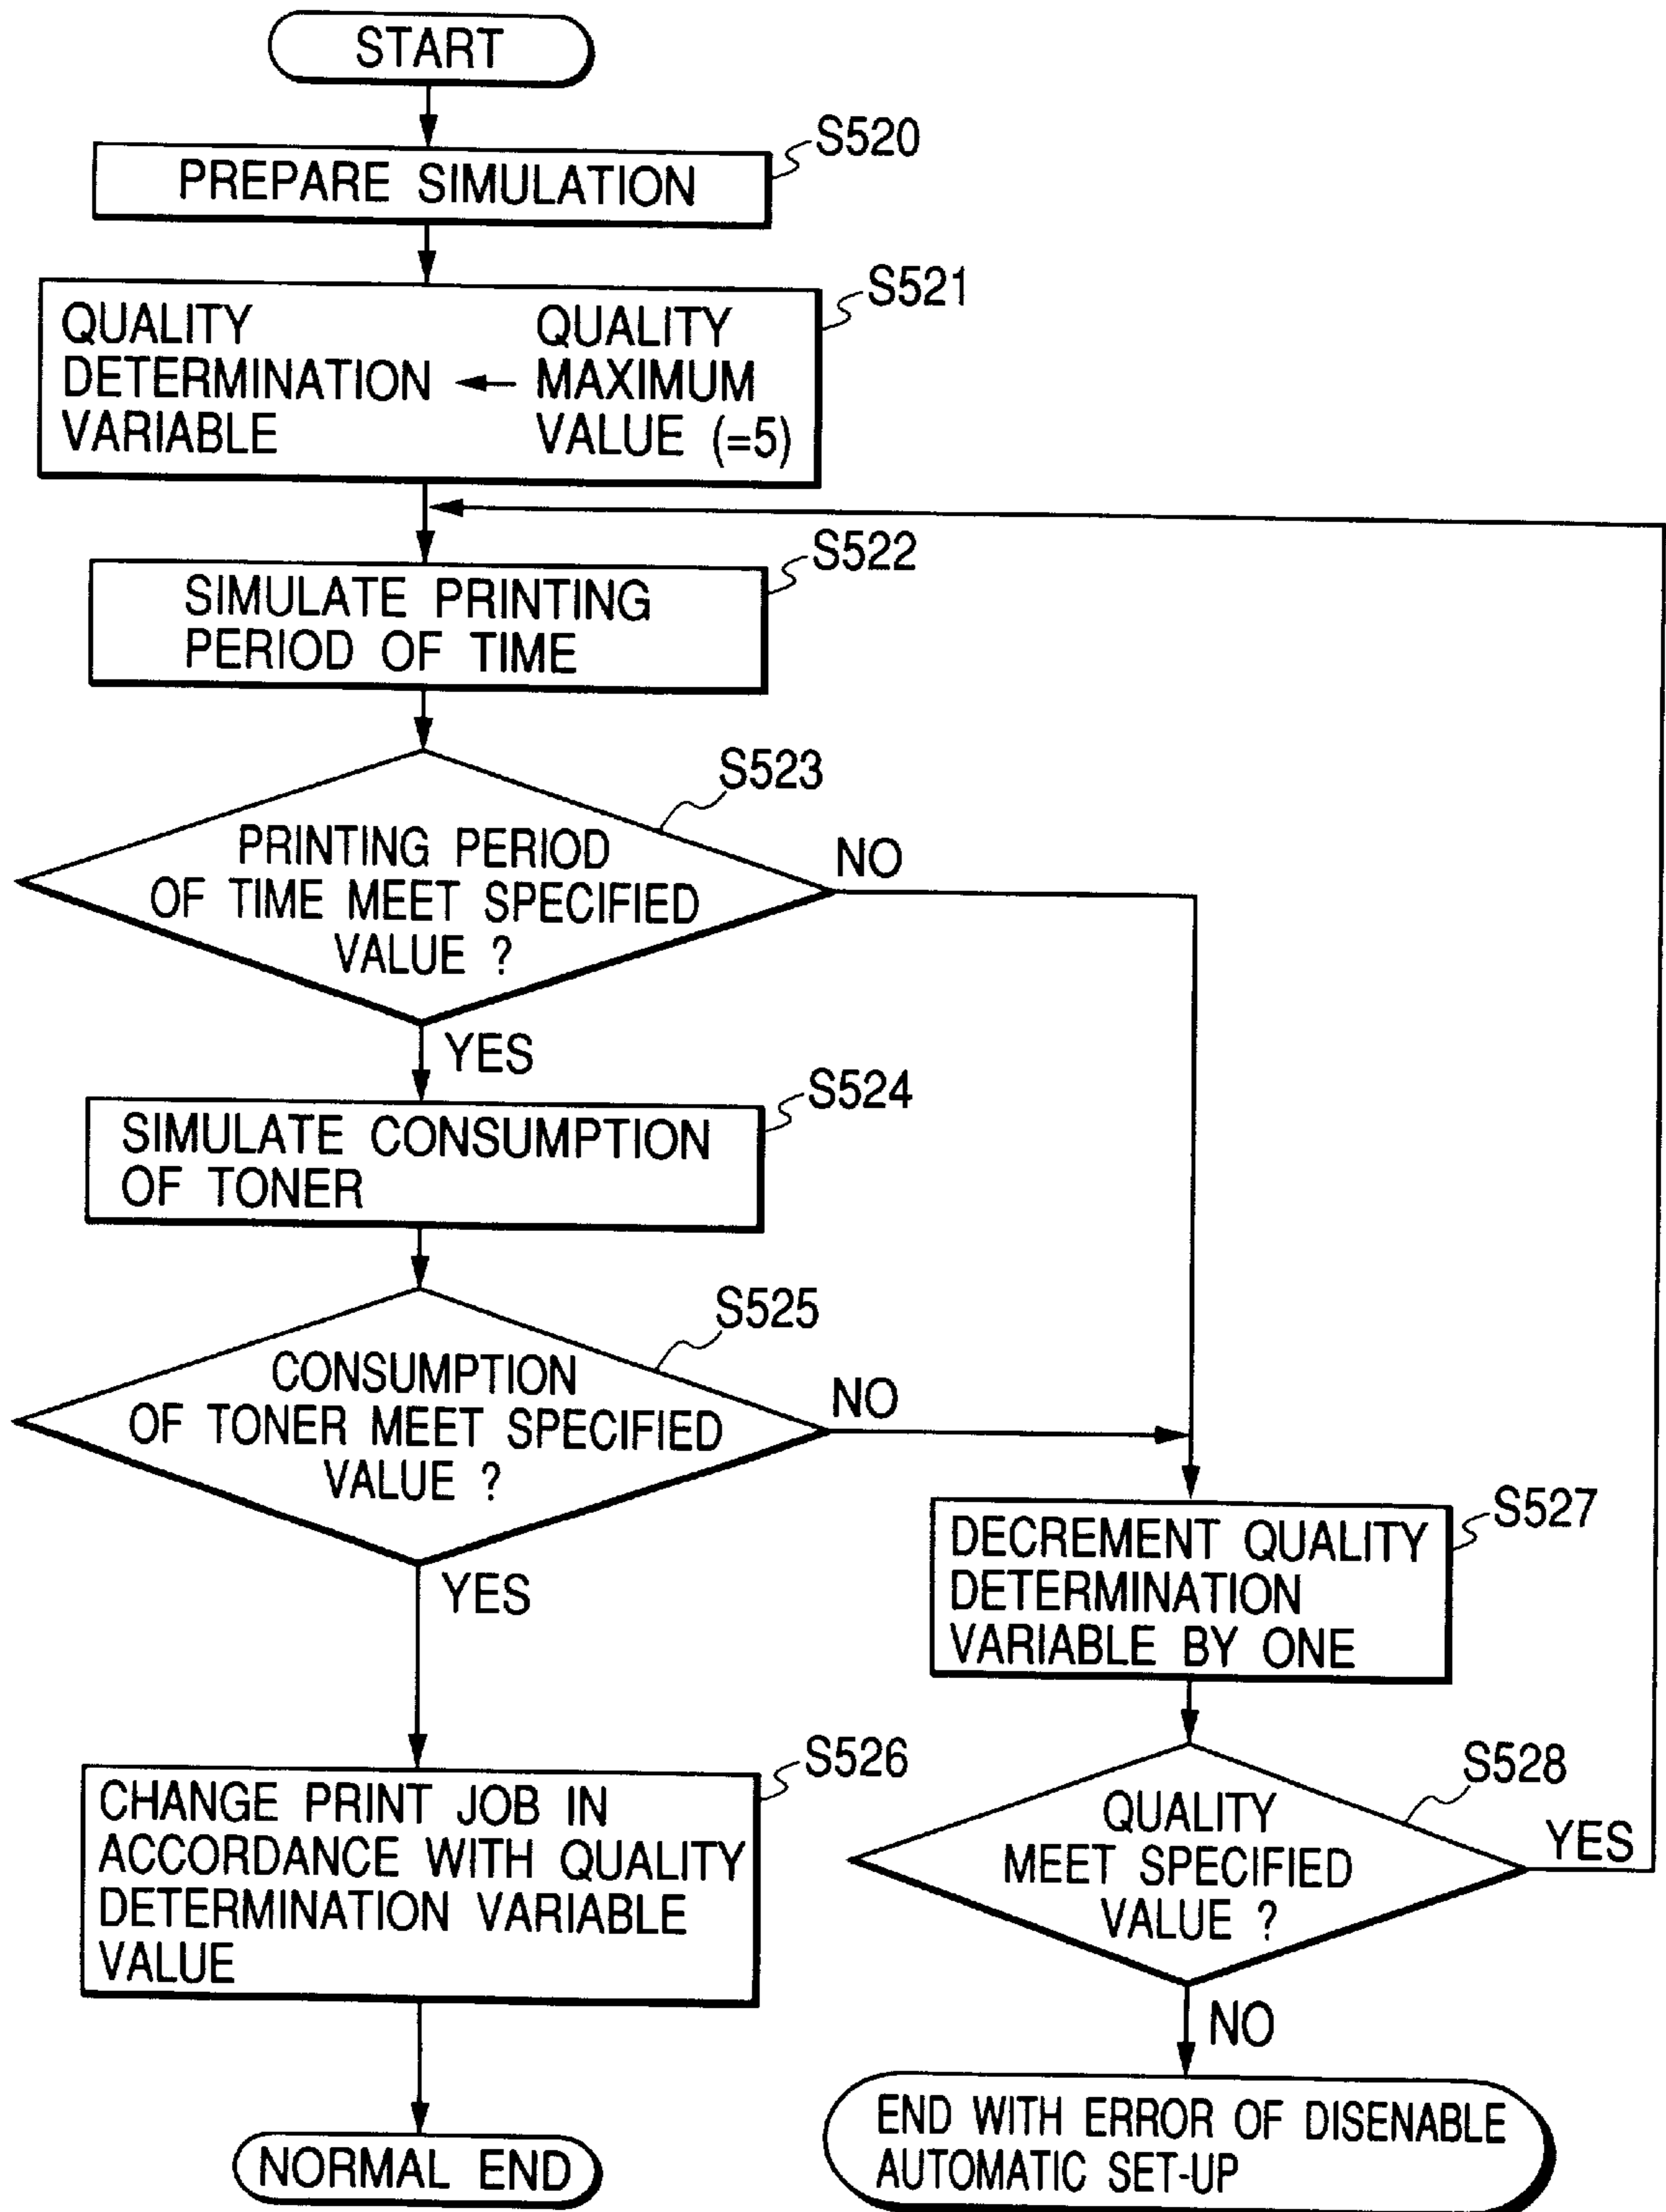 START
S520
PREPARE SIMULATION
S521
QUALITY
DETERMINATION
VARIABLE
←
QUALITY
MAXIMUM
VALUE (=5)
S522
SIMULATE PRINTING
PERIOD OF TIME
S523
PRINTING PERIOD
OF TIME MEET SPECIFIED
VALUE ?
NO
YES
S524
SIMULATE CONSUMPTION
OF TONER
S525
CONSUMPTION
OF TONER MEET SPECIFIED
VALUE ?
NO
YES
S527
DECREMENT QUALITY
DETERMINATION
VARIABLE BY ONE
S526
CHANGE PRINT JOB IN
ACCORDANCE WITH QUALITY
DETERMINATION VARIABLE
VALUE
S528
QUALITY
MEET SPECIFIED
VALUE ?
YES
NO
NORMAL END
END WITH ERROR OF DISENABLE
AUTOMATIC SET-UP